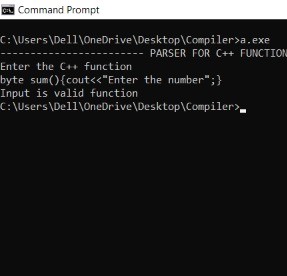 Command Prompt
C:\Users\Dell\OneDrive\Desktop\Compiler>a.exe
----------------------- PARSER FOR C++ FUNCTION
Enter the C++ function
byte sum(){cout<<"Enter the number";}
Input is valid function
C:\Users\Dell\OneDrive\Desktop\Compiler>